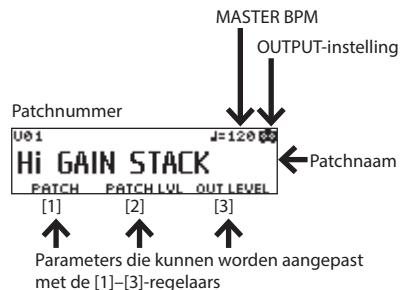 MASTER BPM
OUTPUT-instelling
Patchnummer
U01 ♩=120
Hi GAIN STACK
Patchnaam
PATCH PATCH LVL OUT LEVEL
[1] [2] [3]
Parameters die kunnen worden aangepast
met de [1]–[3]-regelaars